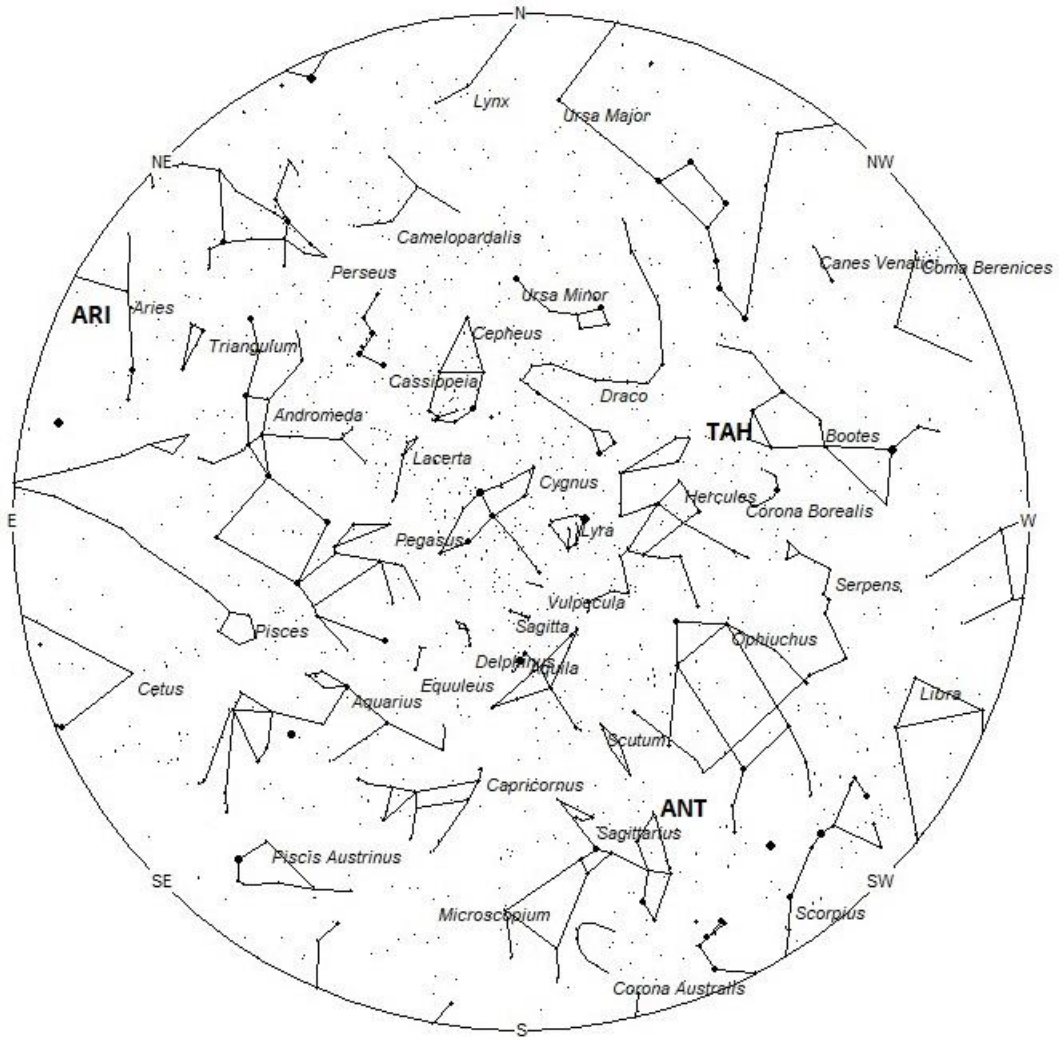 N
Lynx
Ursa Major
NE
NW
Camelopardalis
Canes Venatici
Coma Berenices
Perseus
Ursa Minor
ARI
Aries
Cepheus
Triangulum
Cassiopeia
Draco
Andromeda
TAH
Bootes
Lacerta
Cygnus
Hercules
Corona Borealis
E
W
Pegasus
Lyra
Serpens,
Vulpecula
Sagitta
Pisces
Ophiuchus
Delphinus
Aquila
Equuleus
Cetus
Aquarius
Libra
Scutum
Capricornus
ANT
Sagittarius
Piscis Austrinus
SE
SW
Microscopium
Scorpius
Corona Australis
S